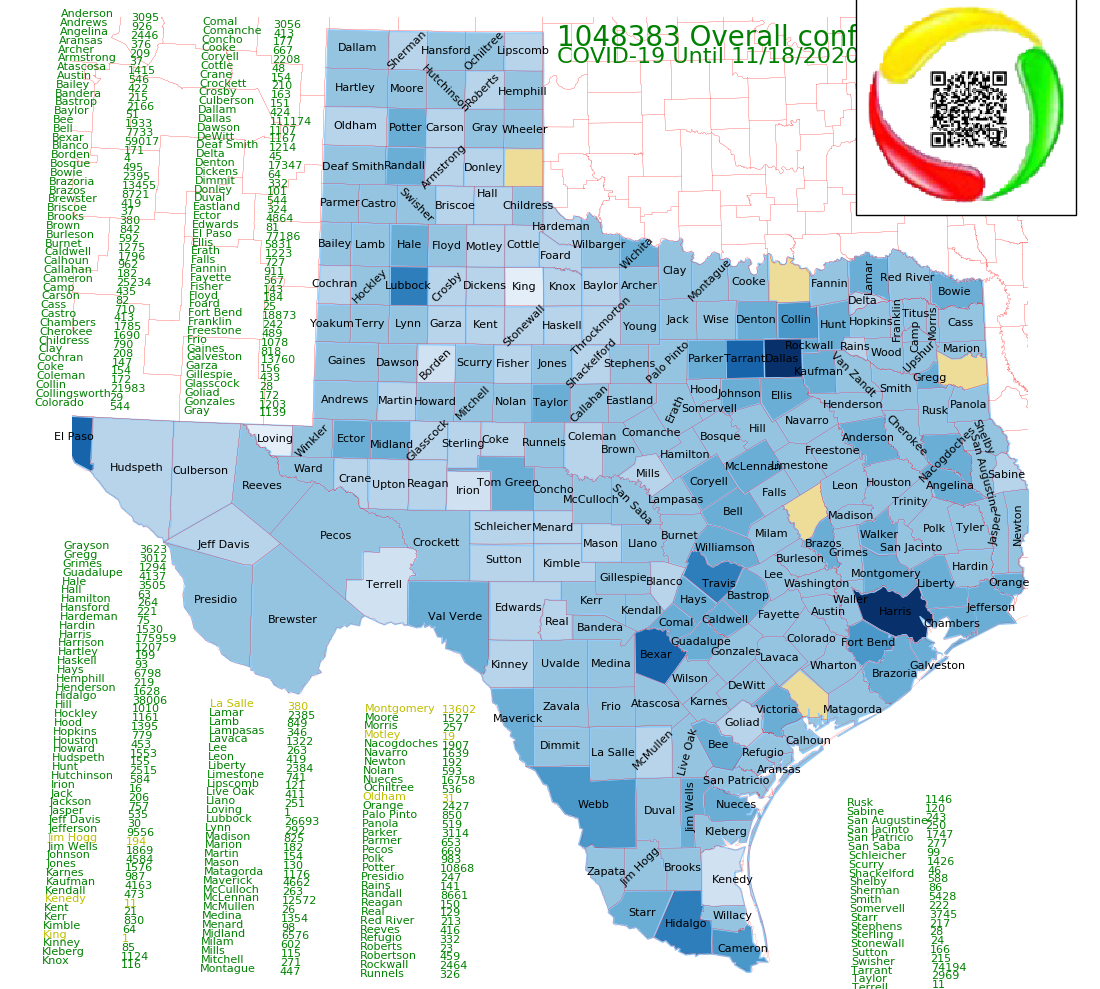 1048383 Overall conf
COVID-19 Until 11/18/2020
Anderson 3095
Andrews 926
Angelina 2446
Aransas 376
Archer 209
Armstrong 37
Atascosa 1415
Austin 546
Bailey 422
Bandera 215
Bastrop 2166
Baylor 51
Bee 1933
Bell 7733
Bexar 59017
Blanco 171
Borden 4
Bosque 495
Bowie 2395
Brazoria 13455
Brazos 8721
Brewster 419
Briscoe 37
Brooks 380
Brown 842
Burleson 592
Burnet 1275
Caldwell 1796
Calhoun 962
Callahan 182
Cameron 25234
Camp 435
Carson 82
Cass 710
Castro 413
Chambers 1785
Cherokee 1690
Childress 790
Clay 208
Cochran 147
Coke 154
Coleman 172
Collin 21983
Collingsworth 29
Colorado 544
Comal 3056
Comanche 413
Concho 177
Cooke 667
Coryell 2208
Cottle 48
Crane 154
Crockett 210
Crosby 163
Culberson 151
Dallam 424
Dallas 111174
Dawson 1107
DeWitt 1167
Deaf Smith 1214
Delta 45
Denton 17347
Dickens 64
Dimmit 332
Donley 101
Duval 544
Eastland 324
Ector 4864
Edwards 81
El Paso 77186
Ellis 5831
Erath 1223
Falls 727
Fannin 911
Fayette 567
Fisher 143
Floyd 184
Foard 25
Fort Bend 18873
Franklin 242
Freestone 489
Frio 1078
Gaines 818
Galveston 13760
Garza 156
Gillespie 433
Glasscock 28
Goliad 172
Gonzales 1203
Gray 1139
Dallam Sherman Hansford Ochiltree Lipscomb
Hartley Moore Hutchinson Roberts Hemphill
Oldham Potter Carson Gray Wheeler
Deaf Smith Randall Armstrong Donley
Parmer Castro Swisher Briscoe Hall Childress
Hardeman
Bailey Lamb Hale Floyd Motley Cottle Foard Wilbarger Wichita
Cochran Hockley Lubbock Crosby Dickens King Knox Baylor Archer Clay Montague Cooke Fannin Lamar Red River Bowie
Yoakum Terry Lynn Garza Kent Stonewall Haskell Throckmorton Young Jack Wise Denton Collin Hunt Delta Hopkins Franklin Titus Camp Morris Cass
Gaines Dawson Borden Scurry Fisher Jones Shackelford Stephens Palo Pinto Parker Tarrant Dallas Rockwall Kaufman Rains Van Zandt Wood Upshur Marion
Andrews Martin Howard Mitchell Nolan Taylor Callahan Eastland Erath Hood Somervell Johnson Ellis Henderson Smith Gregg Rusk Panola
El Paso Loving Winkler Ector Midland Glasscock Sterling Coke Runnels Coleman Brown Comanche Hamilton Bosque Hill Navarro Freestone Anderson Cherokee Nacogdoches Shelby San Augustine Sabine
Hudspeth Culberson Reeves Ward Crane Upton Reagan Irion Tom Green Concho McCulloch San Saba Mills Lampasas Coryell McLennan Limestone Falls Leon Houston Angelina
Jeff Davis Pecos Crockett Schleicher Menard Mason Llano Burnet Bell Milam Brazos Madison Trinity Walker Polk Tyler Jasper Newton
Presidio Brewster Terrell Val Verde Sutton Kimble Gillespie Blanco Williamson Travis Burleson Lee Grimes San Jacinto Montgomery Liberty Hardin Orange
Edwards Real Kerr Bandera Kendall Hays Comal Caldwell Bastrop Fayette Washington Austin Waller Harris Chambers Jefferson
Kinney Uvalde Medina Bexar Guadalupe Wilson Gonzales Lavaca Colorado Wharton Fort Bend Brazoria Galveston
Maverick Zavala Frio Atascosa Karnes DeWitt Goliad Victoria Calhoun Matagorda
Dimmit La Salle McMullen Live Oak Bee Refugio Aransas San Patricio
Webb Duval Jim Wells Nueces Kleberg
Zapata Jim Hogg Brooks Kenedy
Starr Hidalgo Willacy Cameron
Grayson 3623
Gregg 3012
Grimes 1294
Guadalupe 4137
Hale 3505
Hall 63
Hamilton 264
Hansford 221
Hardeman 75
Hardin 1530
Harris 175959
Harrison 1207
Hartley 199
Haskell 93
Hays 6798
Hemphill 219
Henderson 1628
Hidalgo 38006
Hill 1010
Hockley 1161
Hood 1395
Hopkins 779
Houston 453
Howard 1553
Hudspeth 155
Hunt 2515
Hutchinson 584
Irion 16
Jack 206
Jackson 757
Jasper 535
Jeff Davis 30
Jefferson 9556
Jim Hogg 194
Jim Wells 1869
Johnson 4584
Jones 1576
Karnes 987
Kaufman 4163
Kendall 473
Kenedy 11
Kent 21
Kerr 830
Kimble 64
King 1
Kinney 85
Kleberg 1124
Knox 116
La Salle 380
Lamar 2385
Lamb 849
Lampasas 346
Lavaca 1322
Lee 263
Leon 419
Liberty 2384
Limestone 741
Lipscomb 121
Live Oak 411
Llano 251
Loving 1
Lubbock 26693
Lynn 292
Madison 825
Marion 182
Martin 154
Mason 130
Matagorda 1176
Maverick 4662
McCulloch 263
McLennan 12572
McMullen 26
Medina 1354
Menard 98
Midland 6576
Milam 602
Mills 115
Mitchell 271
Montague 447
Montgomery 13602
Moore 1527
Morris 257
Motley 19
Nacogdoches 1907
Navarro 1639
Newton 192
Nolan 593
Nueces 16758
Ochiltree 536
Oldham 31
Orange 2427
Palo Pinto 850
Panola 519
Parker 3114
Parmer 653
Pecos 669
Polk 983
Potter 10868
Presidio 247
Rains 141
Randall 8661
Reagan 150
Real 129
Red River 213
Reeves 416
Refugio 332
Roberts 23
Robertson 459
Rockwall 2464
Runnels 326
Rusk 1146
Sabine 120
San Augustine 243
San Jacinto 250
San Patricio 1747
San Saba 277
Schleicher 99
Scurry 1426
Shackelford 46
Shelby 588
Sherman 86
Smith 5428
Somervell 222
Starr 3745
Stephens 217
Sterling 28
Stonewall 24
Sutton 166
Swisher 215
Tarrant 74194
Taylor 2969
Terrell 11